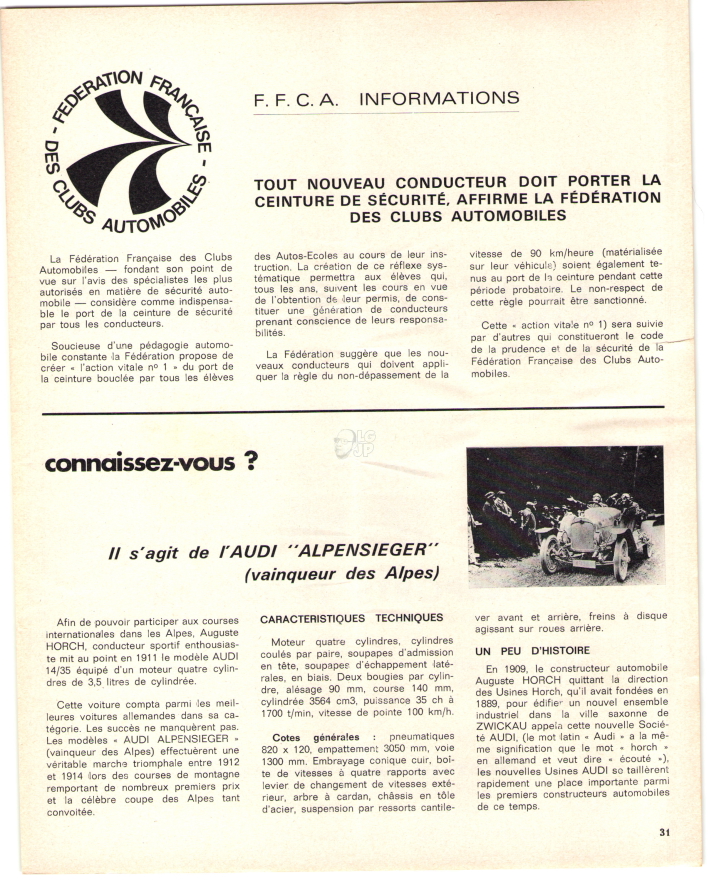 FEDERATION FRANÇAISE
- DES CLUBS AUTOMOBILES -
F. F. C. A. INFORMATIONS
TOUT NOUVEAU CONDUCTEUR DOIT PORTER LA
CEINTURE DE SÉCURITÉ, AFFIRME LA FÉDÉRATION
DES CLUBS AUTOMOBILES
La Fédération Française des Clubs
Automobiles — fondant son point de
vue sur l'avis des spécialistes les plus
autorisés en matière de sécurité auto-
mobile — considère comme indispensa-
ble le port de la ceinture de sécurité
par tous les conducteurs.
Soucieuse d'une pédagogie automo-
bile constante la Fédération propose de
créer « l'action vitale nº 1 » du port de
la ceinture bouclée par tous les élèves
des Autos-Ecoles au cours de leur ins-
truction. La création de ce réflexe sys-
tématique permettra aux élèves qui,
tous les ans, suivent les cours en vue
de l'obtention de leur permis, de cons-
tituer une génération de conducteurs
prenant conscience de leurs responsa-
bilités.
La Fédération suggère que les nou-
veaux conducteurs qui doivent appli-
quer la règle du non-dépassement de la
vitesse de 90 km/heure (matérialisée
sur leur véhicule) soient également te-
nus au port de la ceinture pendant cette
période probatoire. Le non-respect de
cette règle pourrait être sanctionné.
Cette « action vitale nº 1) sera suivie
par d'autres qui constitueront le code
de la prudence et de la sécurité de la
Fédération Française des Clubs Auto-
mobiles.
LG
JP
connaissez-vous ?
Il s'agit de l'AUDI "ALPENSIEGER"
(vainqueur des Alpes)
Afin de pouvoir participer aux courses
internationales dans les Alpes, Auguste
HORCH, conducteur sportif enthousias-
te mit au point en 1911 le modèle AUDI
14/35 équipé d'un moteur quatre cylin-
dres de 3,5 litres de cylindrée.
Cette voiture compta parmi les meil-
leures voitures allemandes dans sa ca-
tégorie. Les succès ne manquèrent pas.
Les modèles « AUDI ALPENSIEGER »
(vainqueur des Alpes) effectuèrent une
véritable marche triomphale entre 1912
et 1914 lors des courses de montagne
remportant de nombreux premiers prix
et la célèbre coupe des Alpes tant
convoitée.
CARACTERISTIQUES TECHNIQUES
Moteur quatre cylindres, cylindres
coulés par paire, soupapes d'admission
en tête, soupapes d'échappement laté-
rales, en biais. Deux bougies par cylin-
dre, alésage 90 mm, course 140 mm,
cylindrée 3564 cm3, puissance 35 ch à
1700 t/min, vitesse de pointe 100 km/h.
Cotes générales : pneumatiques
820 x 120, empattement 3050 mm, voie
1300 mm. Embrayage conique cuir, boî-
te de vitesses à quatre rapports avec
levier de changement de vitesses exté-
rieur, arbre à cardan, châssis en tôle
d'acier, suspension par ressorts cantile-
ver avant et arrière, freins à disque
agissant sur roues arrière.
UN PEU D'HISTOIRE
En 1909, le constructeur automobile
Auguste HORCH quittant la direction
des Usines Horch, qu'il avait fondées en
1889, pour édifier un nouvel ensemble
industriel dans la ville saxonne de
ZWICKAU appela cette nouvelle Socié-
té AUDI, (le mot latin « Audi » a la mê-
me signification que le mot « horch »
en allemand et veut dire « écouté »),
les nouvelles Usines AUDI se taillèrent
rapidement une place importante parmi
les premiers constructeurs automobiles
de ce temps.
31